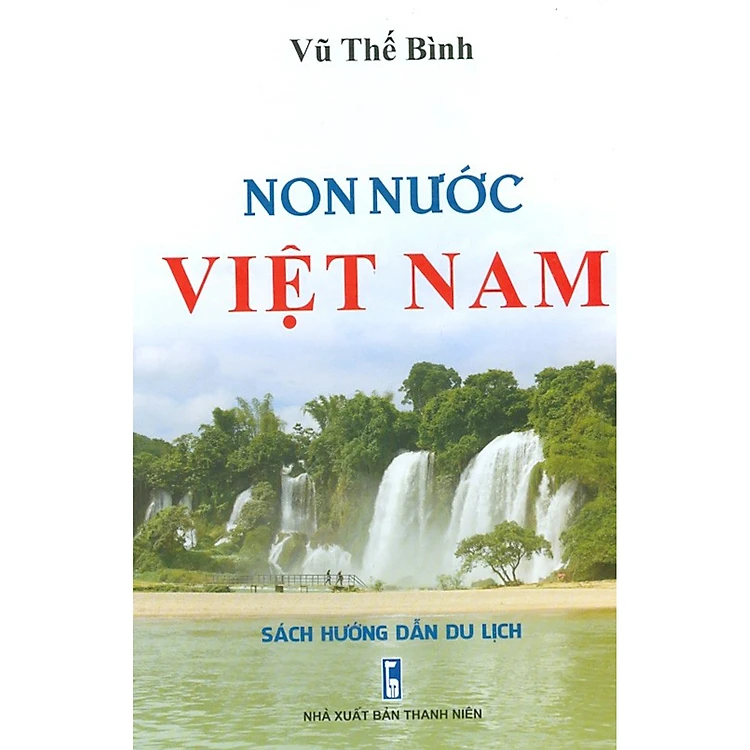 Vũ Thế Bình
NON NƯỚC
VIỆT NAM
SÁCH HƯỚNG DẪN DU LỊCH
NHÀ XUẤT BẢN THANH NIÊN